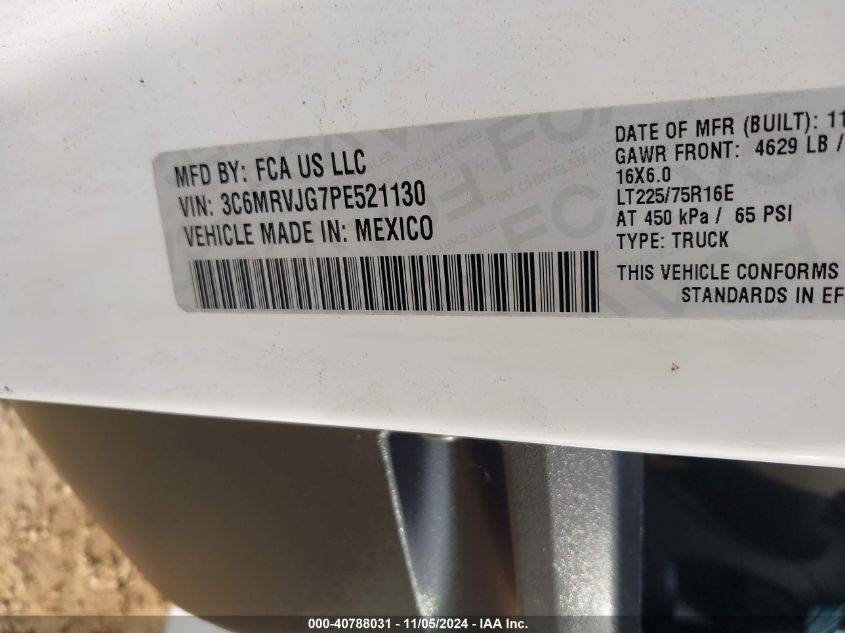 MFD BY: FCA US LLC
VIN: 3C6MRVJG7PE521130
VEHICLE MADE IN: MEXICO
DATE OF MFR (BUILT): 11
GAWR FRONT: 4629 LB /
16X6.0
LT225/75R16E
AT 450 kPa / 65 PSI
TYPE: TRUCK
THIS VEHICLE CONFORMS
STANDARDS IN EF
000-40788031 - 11/05/2024 - IAA Inc.